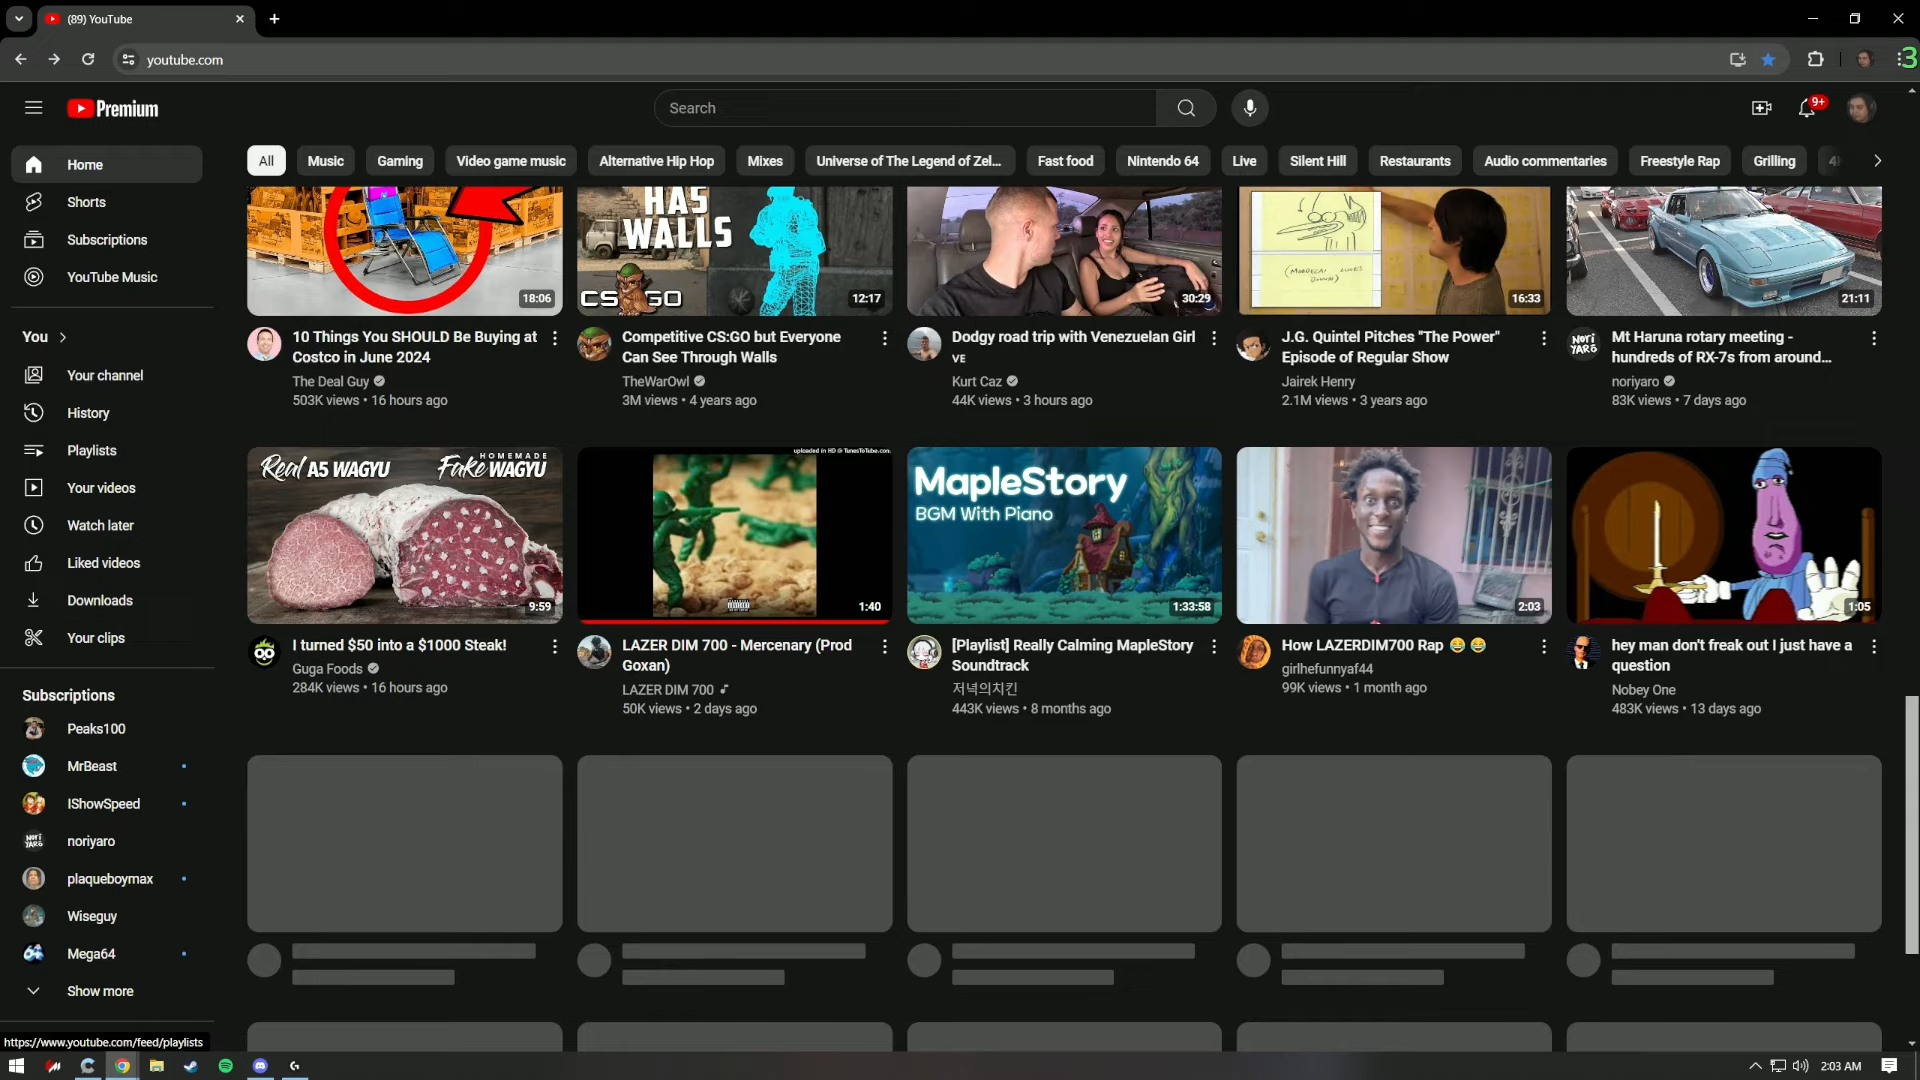 (89) YouTube
youtube.com
3
Premium
Search
9+
Home
Shorts
Subscriptions
YouTube Music
You
Your channel
History
Playlists
Your videos
Watch later
Liked videos
Downloads
Your clips
Subscriptions
Peaks100
MrBeast
IShowSpeed
noriyaro
plaqueboymax
Wiseguy
Mega64
Show more
All
Music
Gaming
Video game music
Alternative Hip Hop
Mixes
Universe of The Legend of Zel...
Fast food
Nintendo 64
Live
Silent Hill
Restaurants
Audio commentaries
Freestyle Rap
Grilling
18:06
10 Things You SHOULD Be Buying at
Costco in June 2024
The Deal Guy
503K views • 16 hours ago
HAS
WALLS
CS GO
12:17
Competitive CS:GO but Everyone
Can See Through Walls
TheWarOwl
3M views • 4 years ago
30:29
Dodgy road trip with Venezuelan Girl
VE
Kurt Caz
44K views • 3 hours ago
16:33
J.G. Quintel Pitches "The Power"
Episode of Regular Show
Jairek Henry
2.1M views • 3 years ago
21:11
NORI
YARO
Mt Haruna rotary meeting -
hundreds of RX-7s from around...
noriyaro
83K views • 7 days ago
Real A5 WAGYU
HOMEMADE
Fake WAGYU
9:59
I turned $50 into a $1000 Steak!
Guga Foods
284K views • 16 hours ago
uploaded in HD @ TunesToTube.com
1:40
LAZER DIM 700 - Mercenary (Prod
Goxan)
LAZER DIM 700
50K views • 2 days ago
MapleStory
BGM With Piano
1:33:58
[Playlist] Really Calming MapleStory
Soundtrack
저녁의치킨
443K views • 8 months ago
2:03
How LAZERDIM700 Rap 😂 😂
girlhefunnyaf44
99K views • 1 month ago
1:05
hey man don't freak out I just have a
question
Nobey One
483K views • 13 days ago
https://www.youtube.com/feed/playlists
2:03 AM